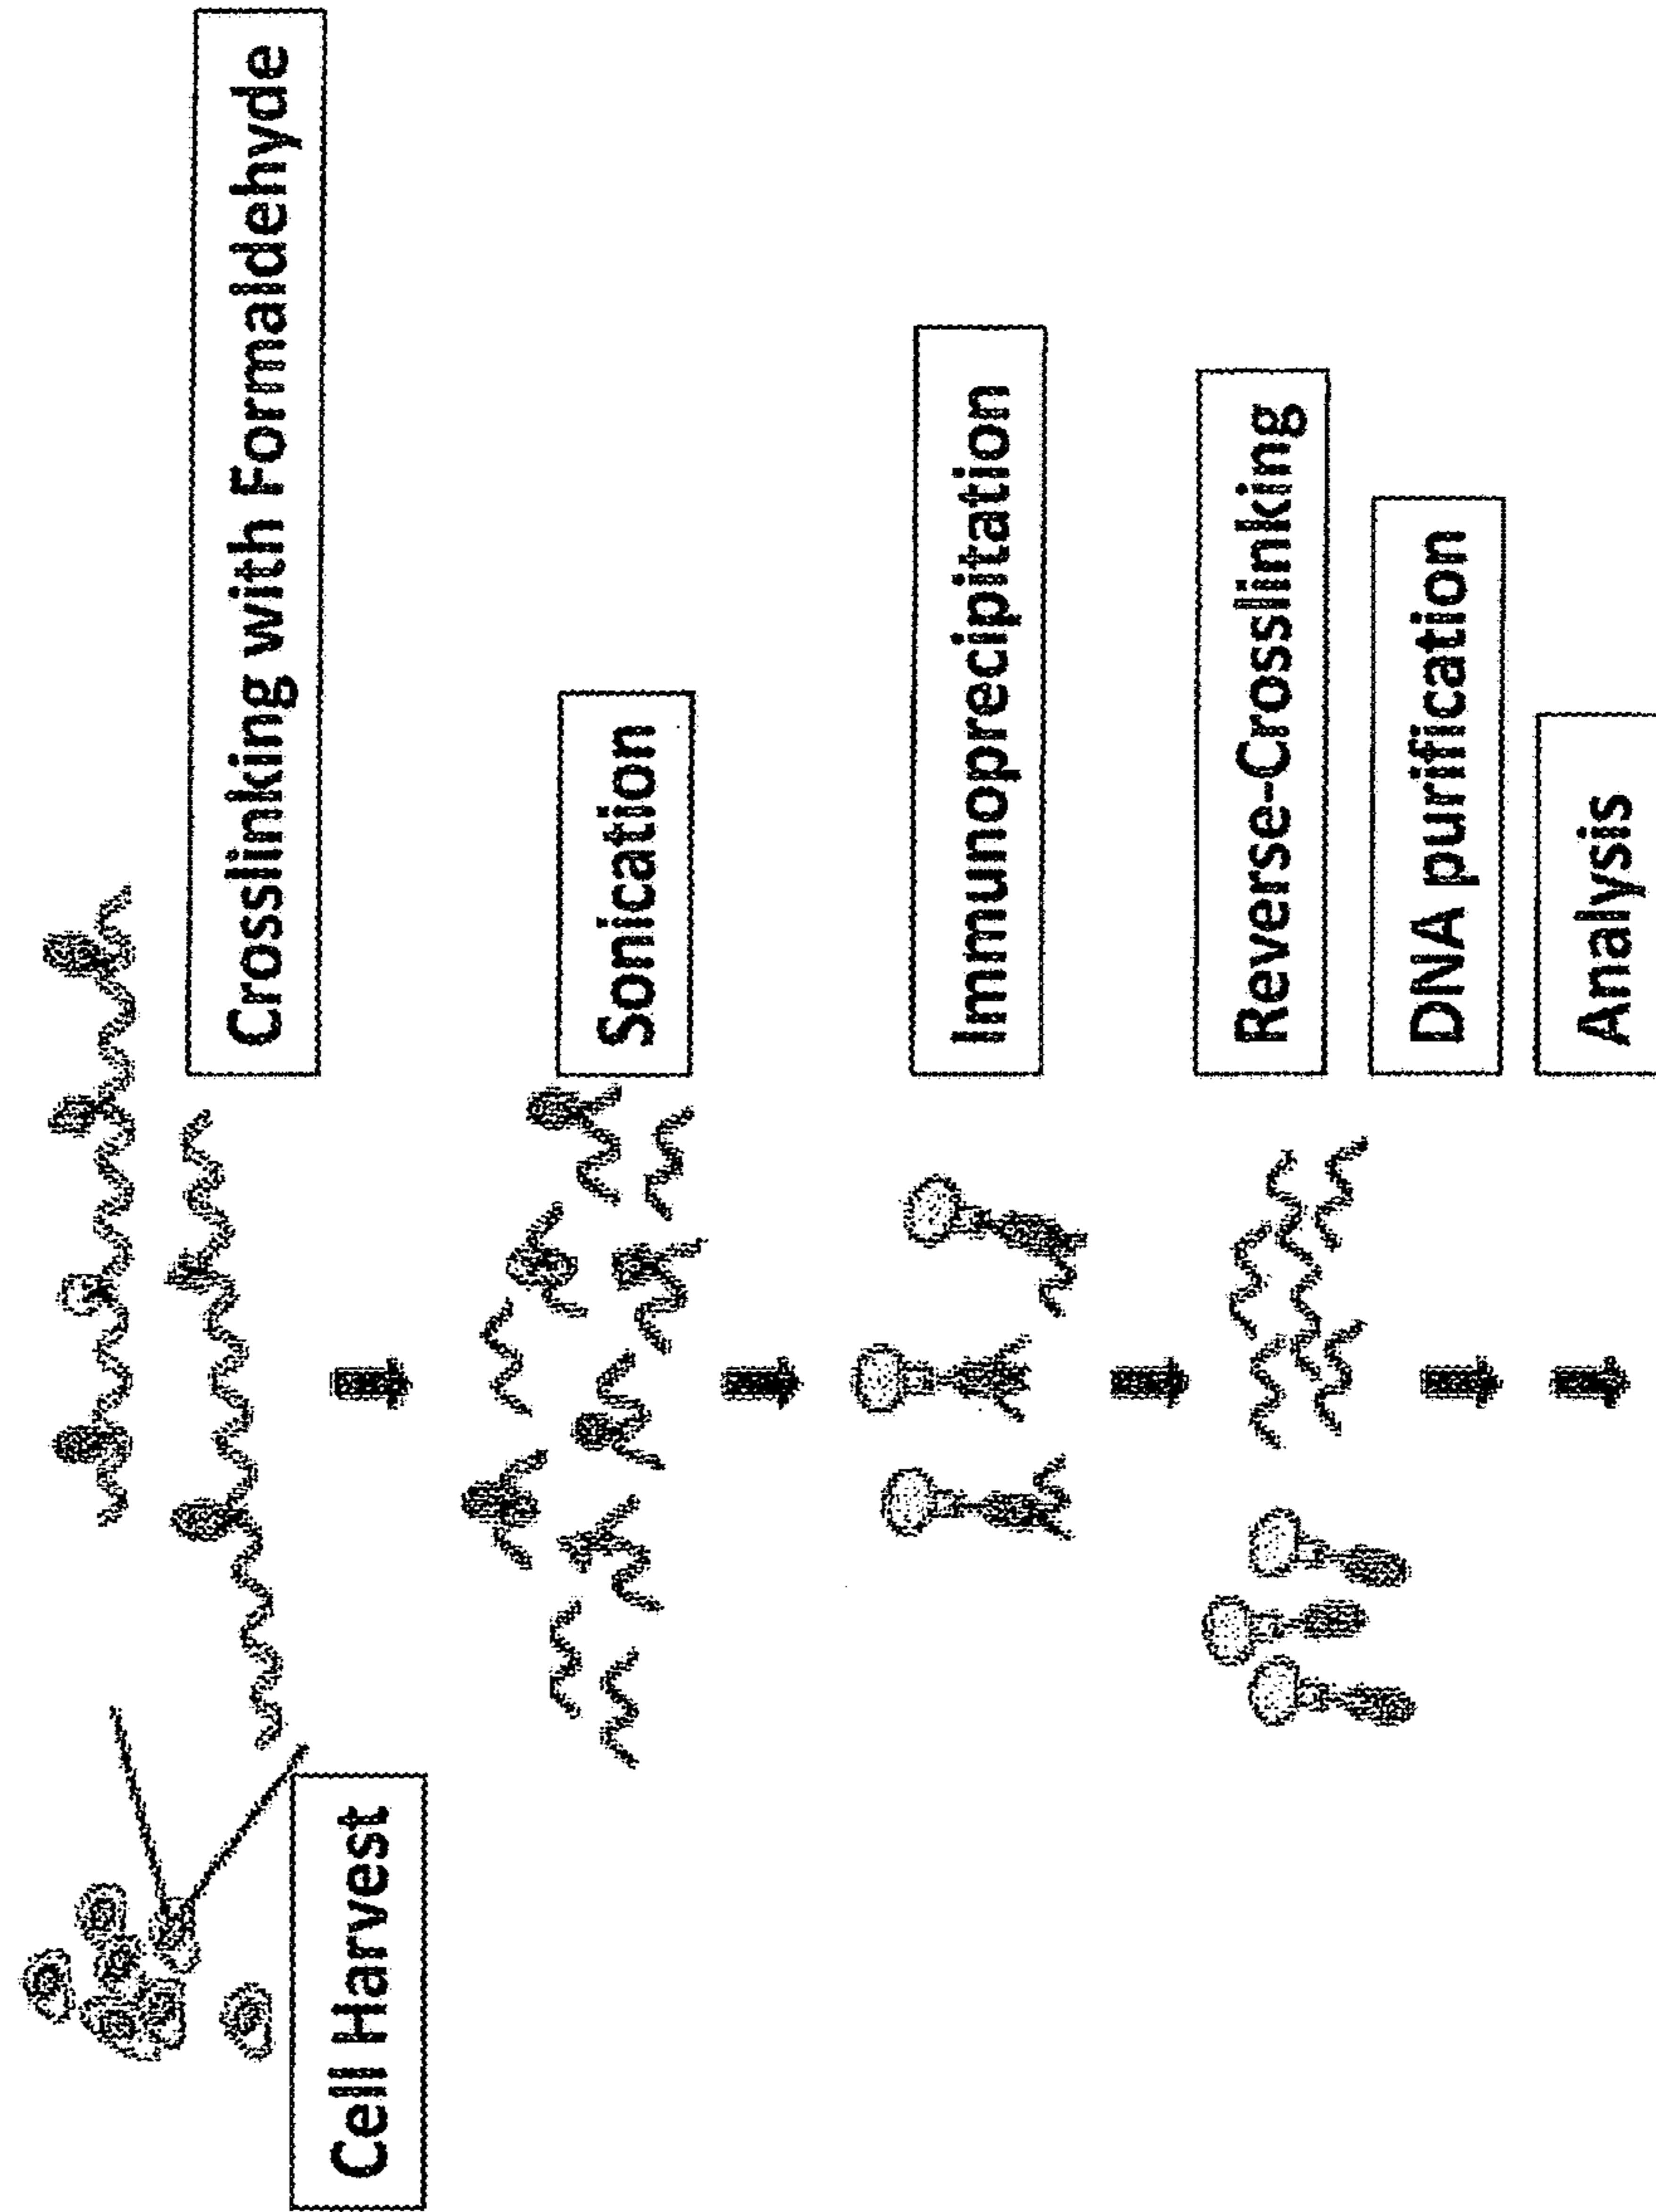 Cell Harvest
Crosslinking with Formaldehyde
Sonication
Immunoprecipitation
Reverse-Crosslinking
DNA purification
Analysis